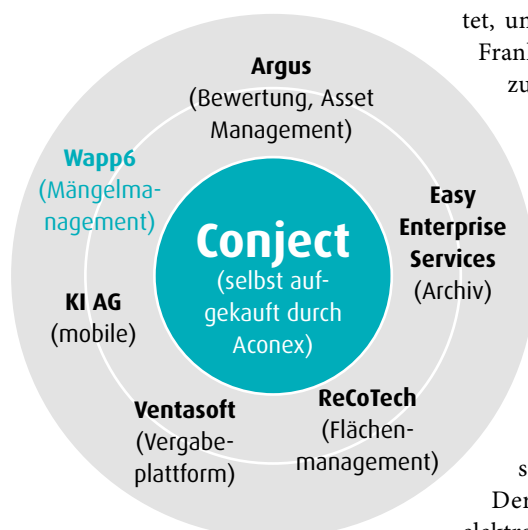 tet, un
Frank
zu
Argus
(Bewertung, Asset
Management)
Wapp6
(Mängelma-
nagement)
Easy
Enterprise
Services
(Archiv)
Conject
(selbst auf-
gekauft durch
Aconex)
KI AG
(mobile)
Ventasoft
(Vergabe-
plattform)
ReCoTech
(Flächen-
management)
s
Der